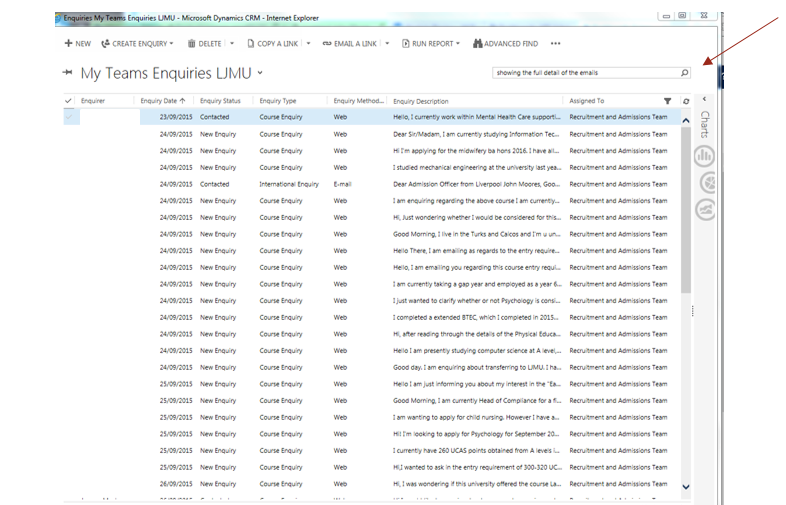 Enquiries My Teams Enquiries LJMU - Microsoft Dynamics CRM - Internet Explorer
NEW CREATE ENQUIRY DELETE COPY A LINK EMAIL A LINK RUN REPORT ADVANCED FIND
My Teams Enquiries LJMU showing the full detail of the emails
Enquirer Enquiry Date Enquiry Status Enquiry Type Enquiry Method... Enquiry Description Assigned To
Charts
23/09/2015 Contacted Course Enquiry Web Hello, I currently work within Mental Health Care supporti... Recruitment and Admissions Team
24/09/2015 New Enquiry Course Enquiry Web Dear Sir/Madam, I am currently studying Information Tec... Recruitment and Admissions Team
24/09/2015 New Enquiry Course Enquiry Web Hi I'm applying for the midwifery ba hons 2016. I have all... Recruitment and Admissions Team
24/09/2015 New Enquiry Course Enquiry Web I studied mechanical engineering at the university last yea... Recruitment and Admissions Team
24/09/2015 Contacted International Enquiry E-mail Dear Admission Officer from Liverpool John Moores, Goo... Recruitment and Admissions Team
24/09/2015 New Enquiry Course Enquiry Web I am enquiring regarding the above course I am currently... Recruitment and Admissions Team
24/09/2015 New Enquiry Course Enquiry Web Hi, Just wondering whether I would be considered for this... Recruitment and Admissions Team
24/09/2015 New Enquiry Course Enquiry Web Good Morning, I live in the Turks and Caicos and I'm u un... Recruitment and Admissions Team
24/09/2015 New Enquiry Course Enquiry Web Hello There, I am emailing as regards to the entry require... Recruitment and Admissions Team
24/09/2015 New Enquiry Course Enquiry Web Hello, I am emailing you regarding this course entry requi... Recruitment and Admissions Team
24/09/2015 New Enquiry Course Enquiry Web I am currently taking a gap year and employed as a year 6... Recruitment and Admissions Team
24/09/2015 New Enquiry Course Enquiry Web I just wanted to clarify whether or not Psychology is consi... Recruitment and Admissions Team
24/09/2015 New Enquiry Course Enquiry Web I completed a extended BTEC, which I completed in 2015... Recruitment and Admissions Team
24/09/2015 New Enquiry Course Enquiry Web Hi, after reading through the details of the Physical Educa... Recruitment and Admissions Team
24/09/2015 New Enquiry Course Enquiry Web Hello I am presently studying computer science at A level,... Recruitment and Admissions Team
24/09/2015 New Enquiry Course Enquiry Web Good day. I am enquiring about transferring to LJMU. I ha... Recruitment and Admissions Team
25/09/2015 New Enquiry Course Enquiry Web Hello I am just informing you about my interest in the "Ea... Recruitment and Admissions Team
25/09/2015 New Enquiry Course Enquiry Web Good Morning, I am currently Head of Compliance for a fi... Recruitment and Admissions Team
25/09/2015 New Enquiry Course Enquiry Web I am wanting to apply for child nursing. However I have a... Recruitment and Admissions Team
25/09/2015 New Enquiry Course Enquiry Web Hi! I'm looking to apply for Psychology for September 20... Recruitment and Admissions Team
25/09/2015 New Enquiry Course Enquiry Web I currently have 260 UCAS points obtained from A levels i... Recruitment and Admissions Team
25/09/2015 New Enquiry Course Enquiry Web Hi,I wanted to ask in the entry requirement of 300-320 UC... Recruitment and Admissions Team
26/09/2015 New Enquiry Course Enquiry Web Hi, I was wondering if this university offered the course La... Recruitment and Admissions Team